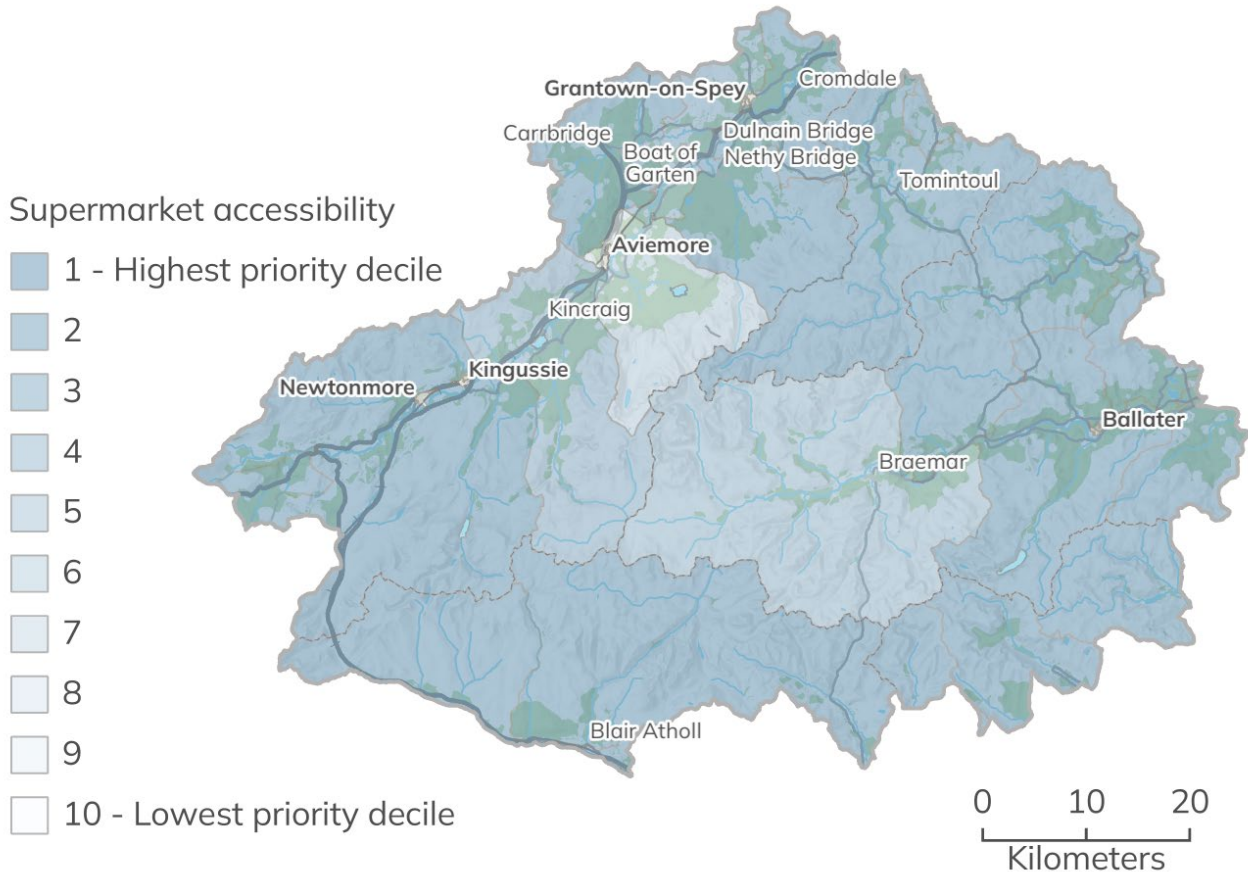 Grantown-on-Spey
Cromdale
Carrbridge
Boat of
Garten
Dulnain Bridge
Nethy Bridge
Tomintoul
Aviemore
Kincraig
Kingussie
Newtonmore
Ballater
Braemar
Blair Atholl
Supermarket accessibility
1 - Highest priority decile
2
3
4
5
6
7
8
9
10 - Lowest priority decile
0 10 20
Kilometers